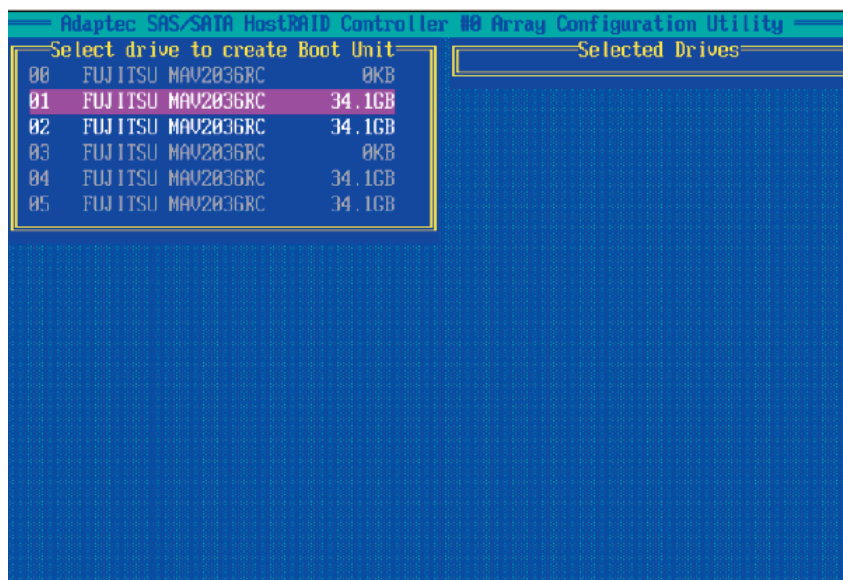 Adaptec SAS/SATA HostRAID Controller #0 Array Configuration Utility
Select drive to create Boot Unit
Selected Drives
00 FUJITSU MAV2036RC 0KB
01 FUJITSU MAV2036RC 34.1GB
02 FUJITSU MAV2036RC 34.1GB
03 FUJITSU MAV2036RC 0KB
04 FUJITSU MAV2036RC 34.1GB
05 FUJITSU MAV2036RC 34.1GB